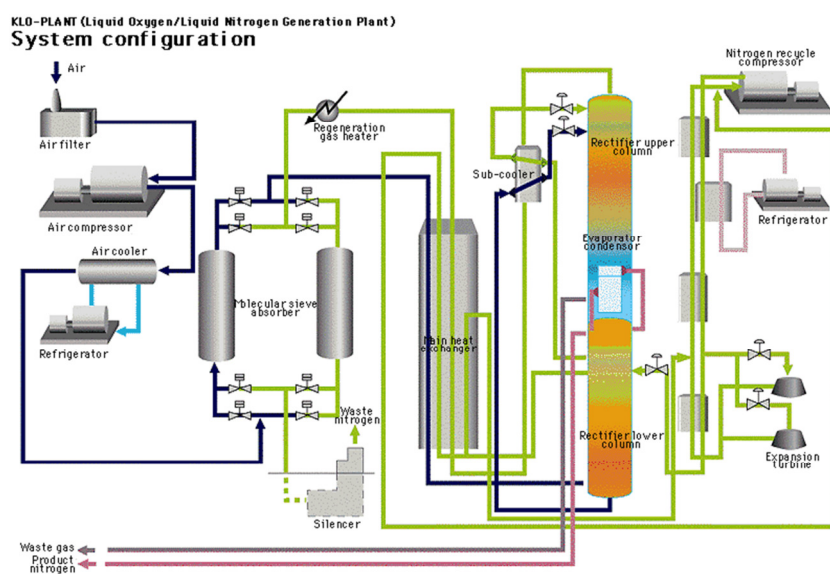 KLO-PLANT (Liquid Oxygen/Liquid Nitrogen Generation Plant)
System configuration
Air
Air filter
Air compressor
Air cooler
Refrigerator
Regeneration
gas heater
Molecular sieve
absorber
Waste
nitrogen
Silencer
Main heat
exchanger
Sub-cooler
Rectifier upper
column
Evaporator
condensor
Rectifier lower
column
Nitrogen recycle
compressor
Refrigerator
Expansion
turbine
Waste gas
Product
nitrogen